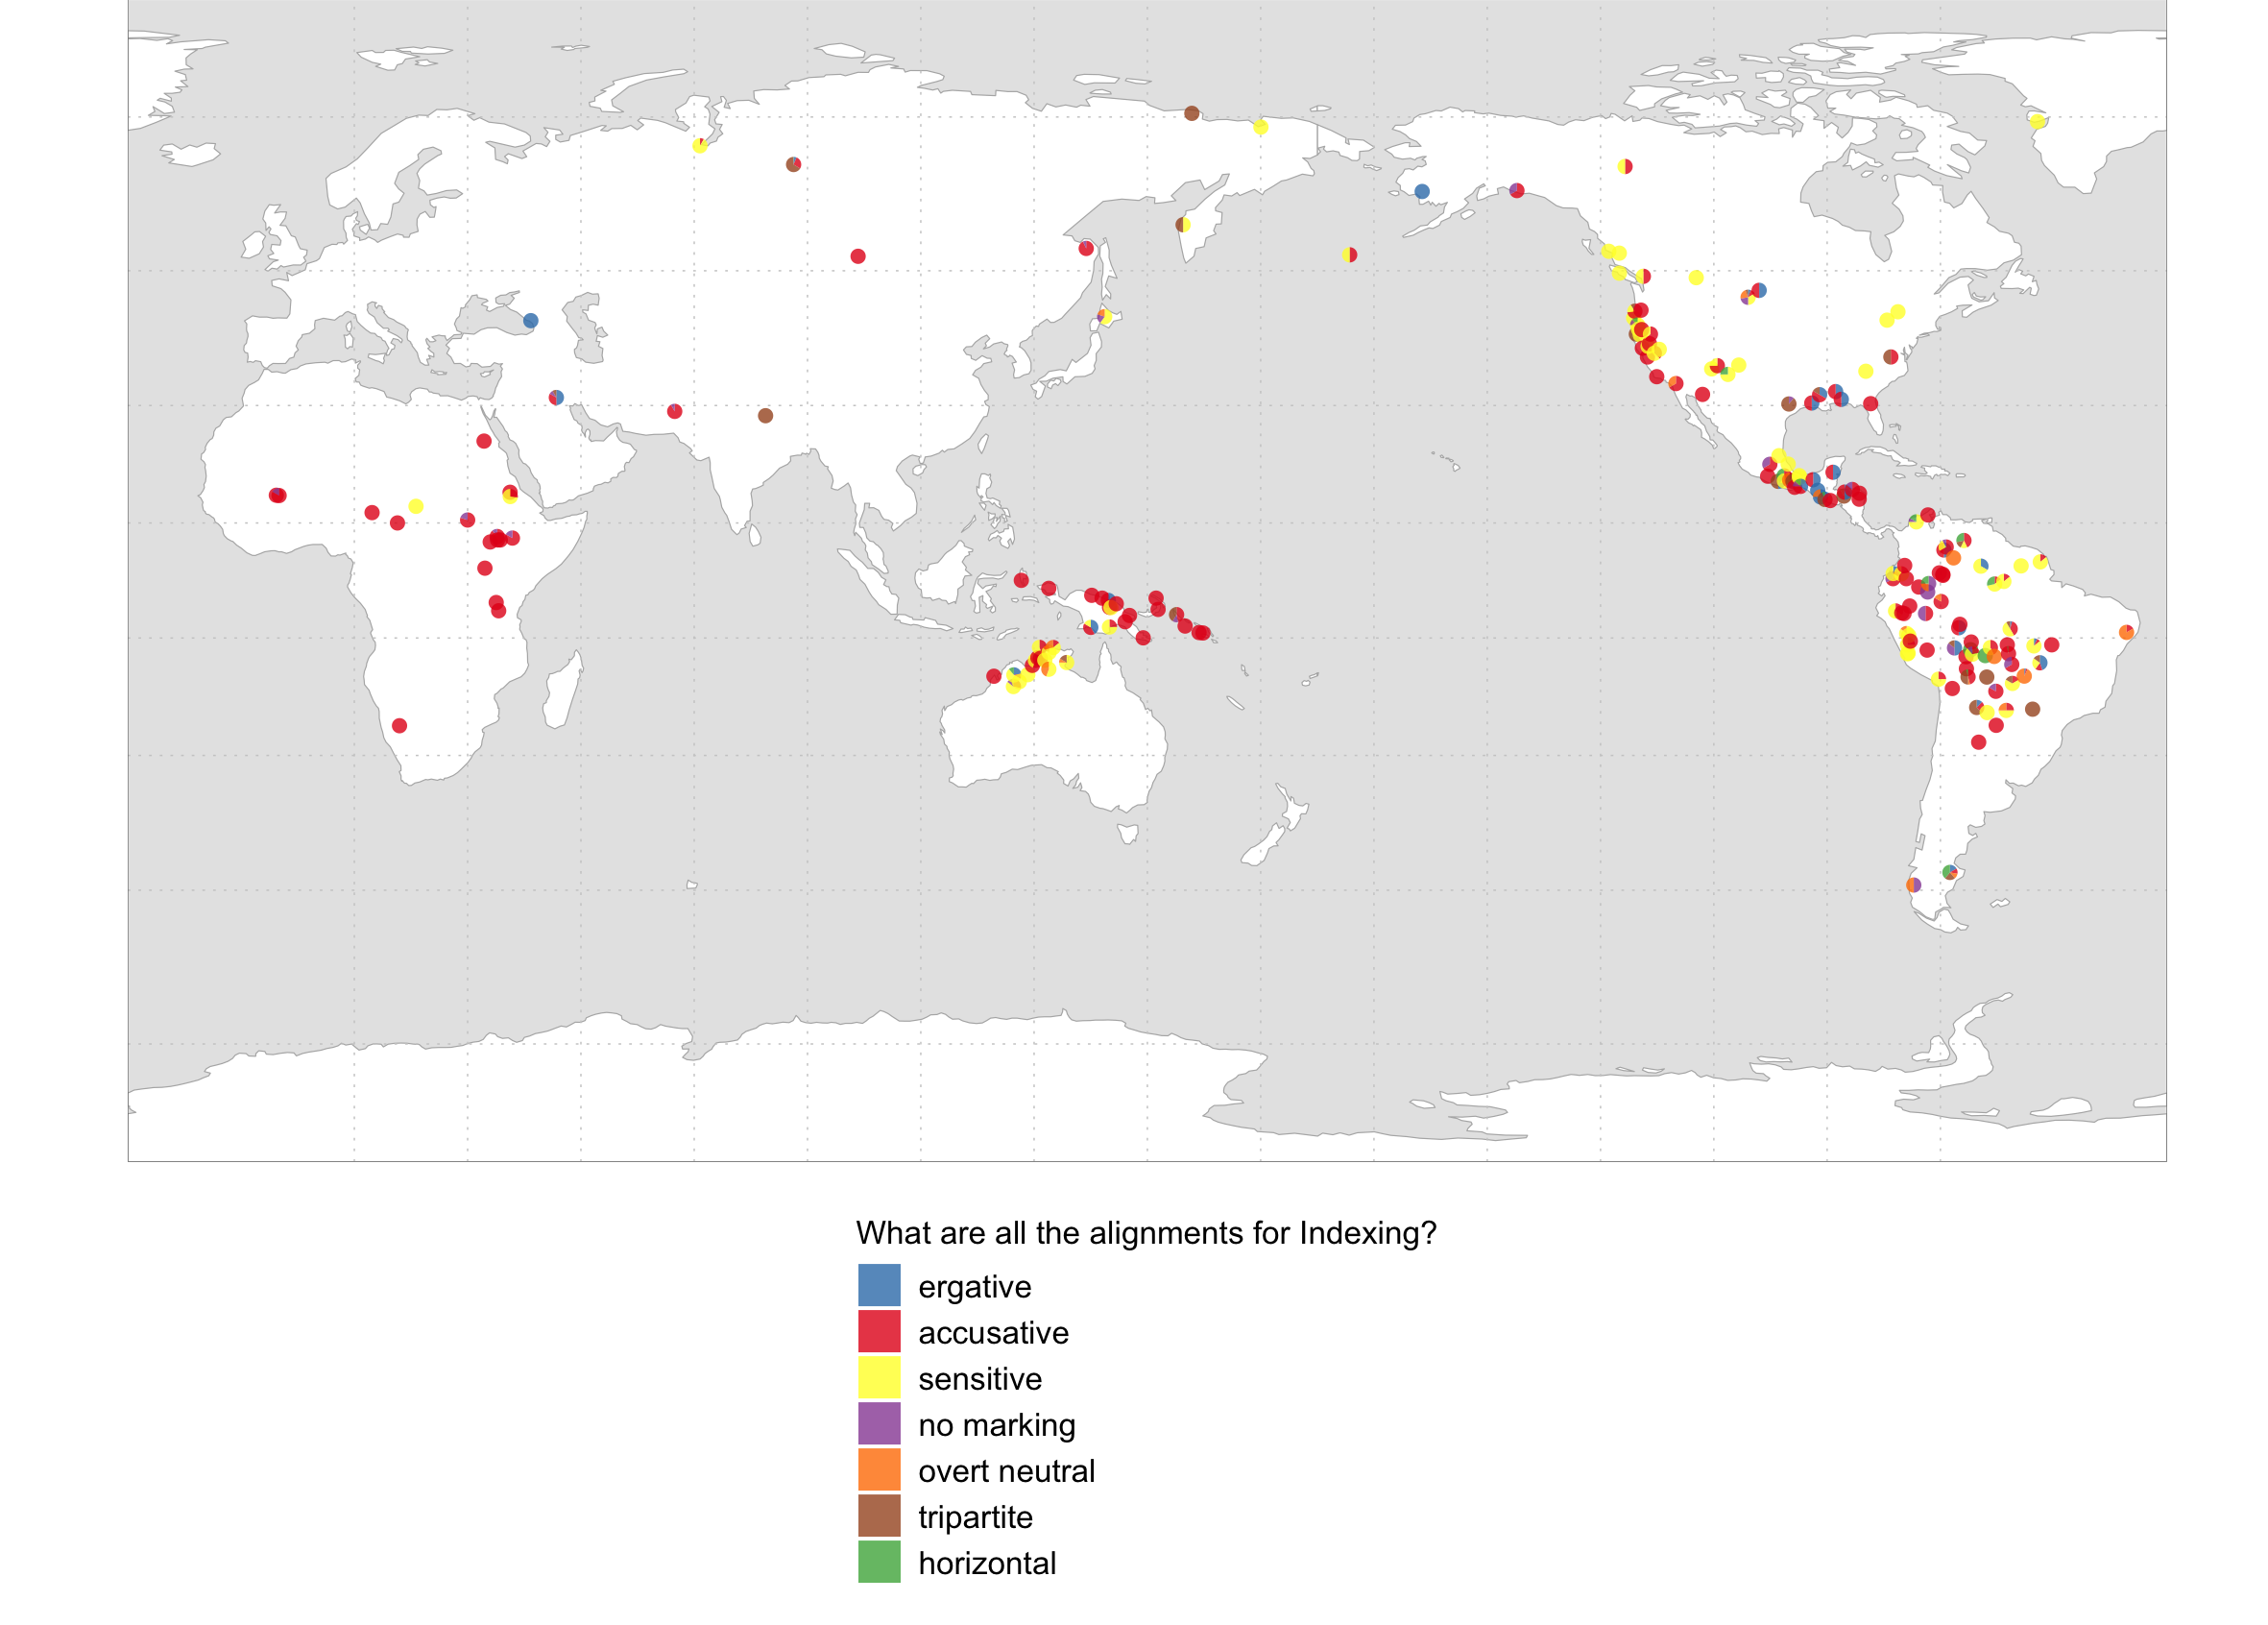 What are all the alignments for Indexing?
ergative
accusative
sensitive
no marking
overt neutral
tripartite
horizontal